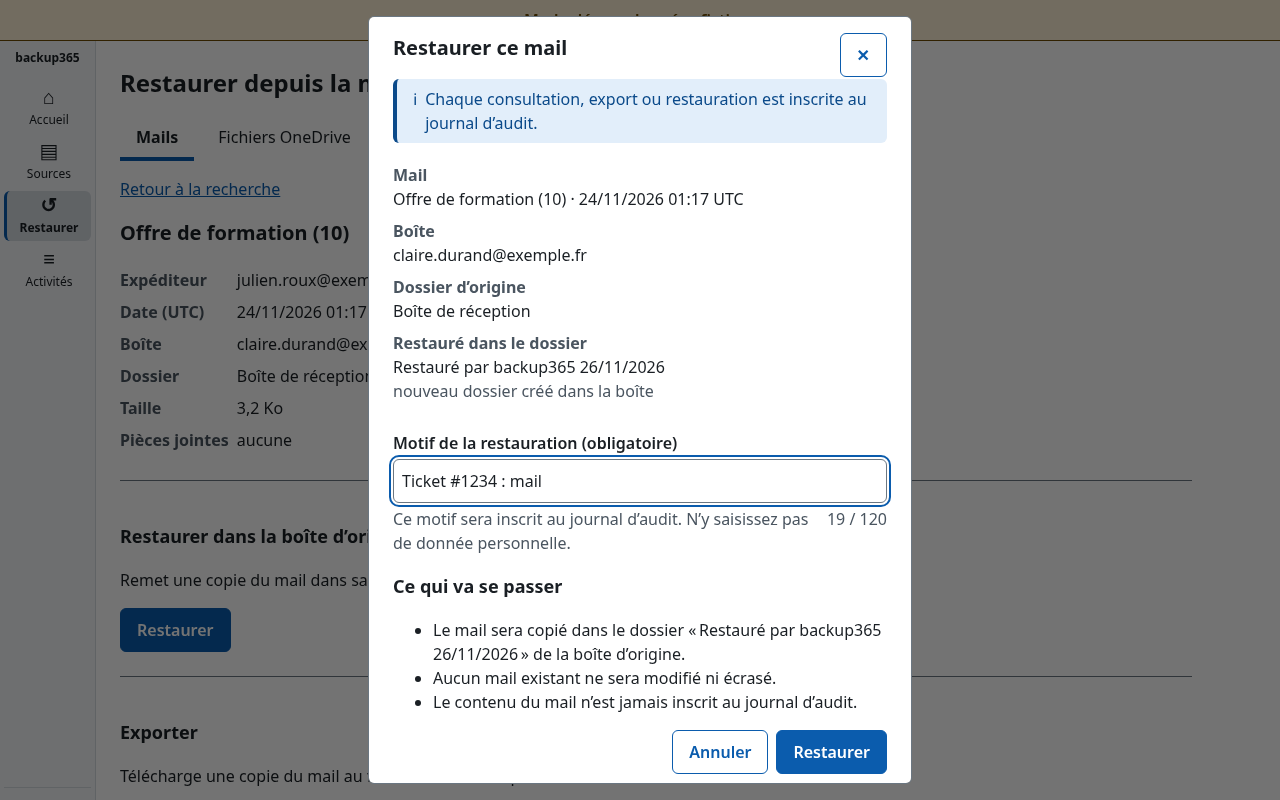 Restaurer ce mail
×
i Chaque consultation, export ou restauration est inscrite au
journal d’audit.
Mail
Offre de formation (10) · 24/11/2026 01:17 UTC
Boîte
claire.durand@exemple.fr
Dossier d’origine
Boîte de réception
Restauré dans le dossier
Restauré par backup365 26/11/2026
nouveau dossier créé dans la boîte
Motif de la restauration (obligatoire)
Ticket #1234 : mail
Ce motif sera inscrit au journal d’audit. N’y saisissez pas 19 / 120
de donnée personnelle.
Ce qui va se passer
Le mail sera copié dans le dossier « Restauré par backup365
26/11/2026 » de la boîte d’origine.
Aucun mail existant ne sera modifié ni écrasé.
Le contenu du mail n’est jamais inscrit au journal d’audit.
Annuler Restaurer
backup365
Accueil
Sources
Restaurer
Activités
Restaurer depuis la
Mails Fichiers OneDrive
Retour à la recherche
Offre de formation (10)
Expéditeur julien.roux@exem
Date (UTC) 24/11/2026 01:17
Boîte claire.durand@ex
Dossier Boîte de réception
Taille 3,2 Ko
Pièces jointes aucune
Restaurer dans la boîte d’ori
Remet une copie du mail dans sa
Restaurer
Exporter
Télécharge une copie du mail au